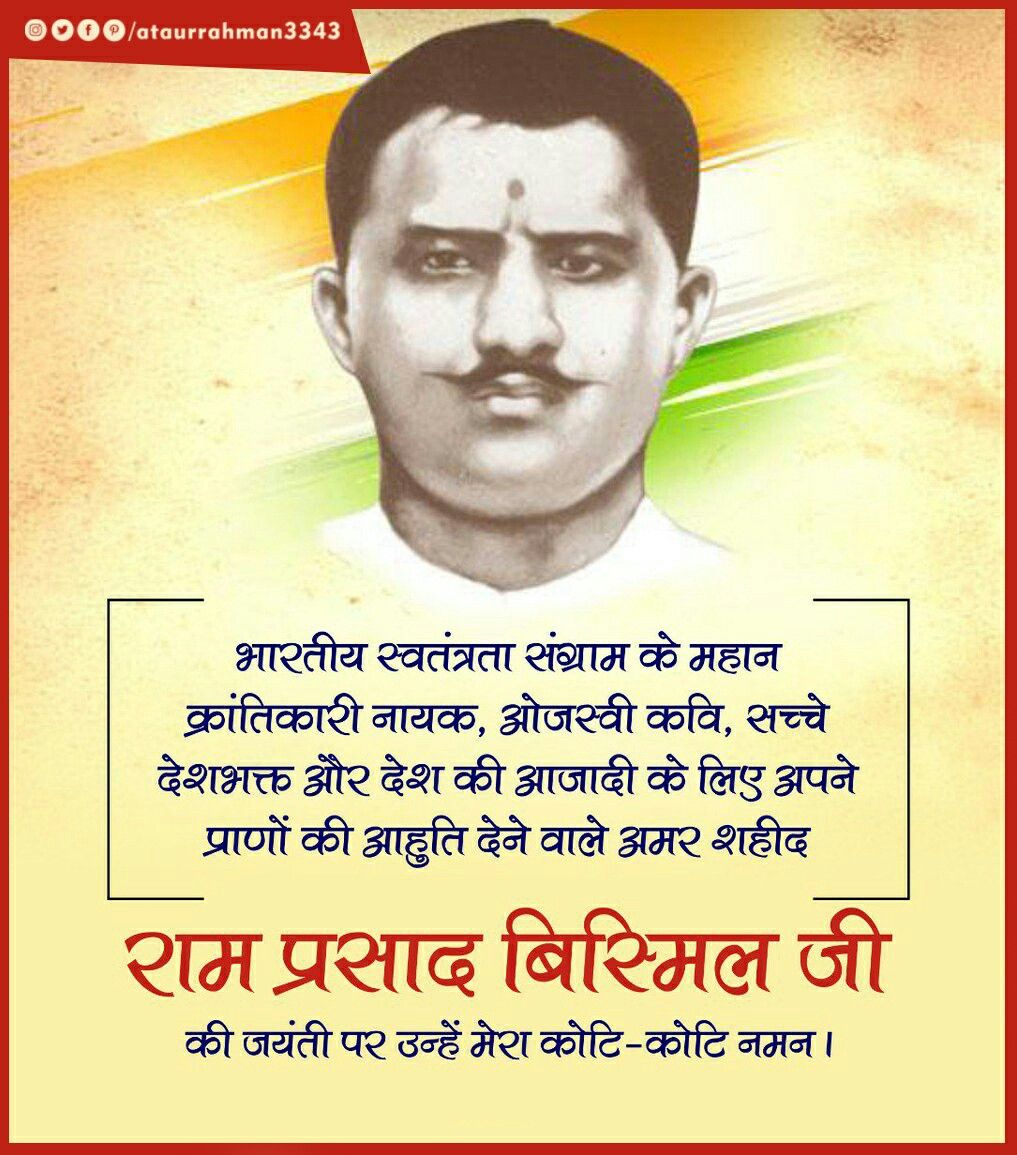 /ataurrahman3343
भारतीय स्वतंत्रता संग्राम के महान
क्रांतिकारी नायक, ओजस्वी कवि, सच्चे
देशभक्त और देश की आजादी के लिए अपने
प्राणों की आहुति देने वाले अमर शहीद
राम प्रसाद बिस्मिल जी
की जयंती पर उन्हें मेरा कोटि-कोटि नमन।